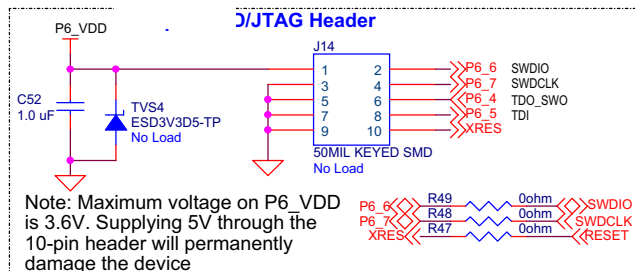 D/JTAG Header
P6_VDD
J14
1 2 P6_6 SWDIO
3 4 P6_7 SWDCLK
5 6 P6_4 TDO_SWO
7 8 P6_5 TDI
9 10 XRES
C52
1.0 uF
TVS4
ESD3V3D5-TP
No Load
50MIL KEYED SMD
No Load
Note: Maximum voltage on P6_VDD
is 3.6V. Supplying 5V through the
10-pin header will permanently
damage the device
P6_6 R49 0ohm SWDIO
P6_7 R48 0ohm SWDCLK
XRES R47 0ohm RESET